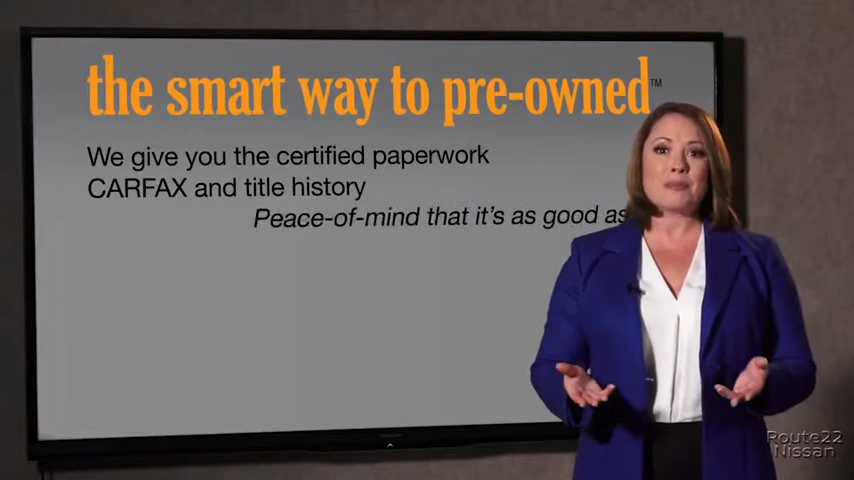 the smart way to pre-owned™
We give you the certified paperwork
CARFAX and title history
Peace-of-mind that it's as good as
Route22
Nissan